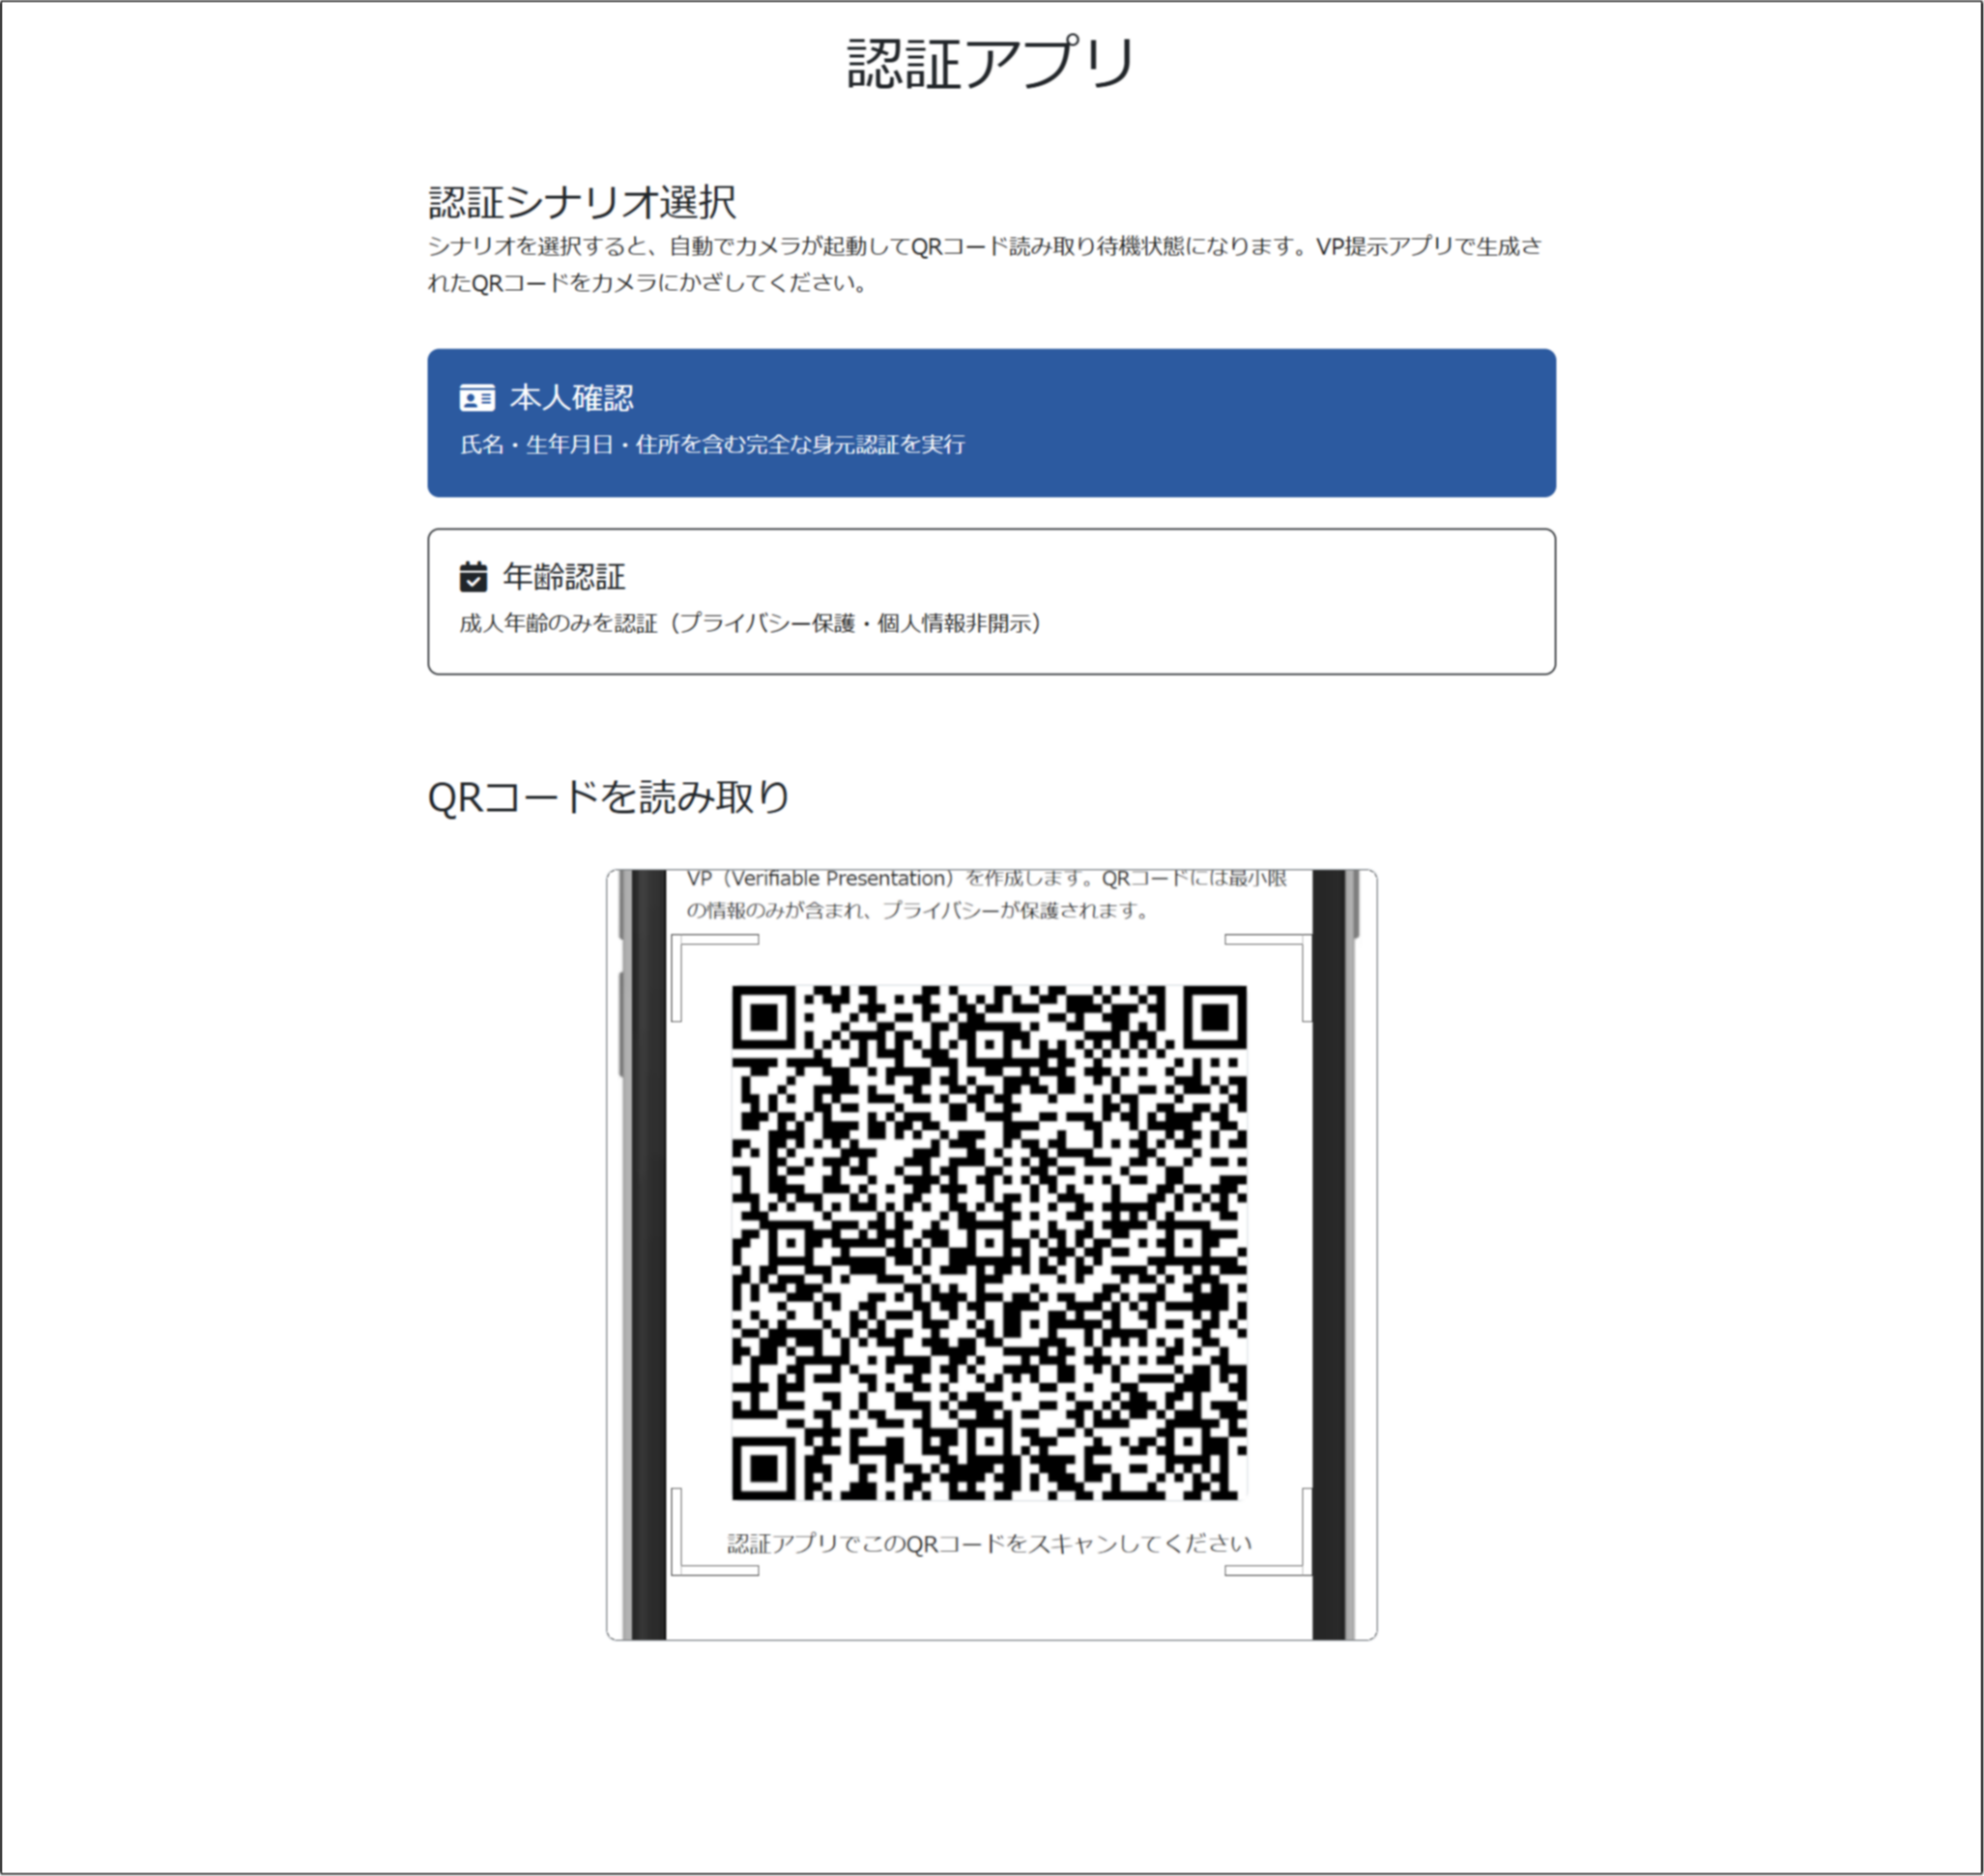 認証アプリ
認証シナリオ選択
シナリオを選択すると、自動でカメラが起動してQRコード読み取り待機状態になります。VP提示アプリで生成さ
れたQRコードをカメラにかざしてください。
本人確認
氏名・生年月日・住所を含む完全な身元認証を実行
年齢認証
成人年齢のみを認証（プライバシー保護・個人情報非開示）
QRコードを読み取り
VP（Verifiable Presentation）を作成します。QRコードには最小限
の情報のみが含まれ、プライバシーが保護されます。
認証アプリでこのQRコードをスキャンしてください